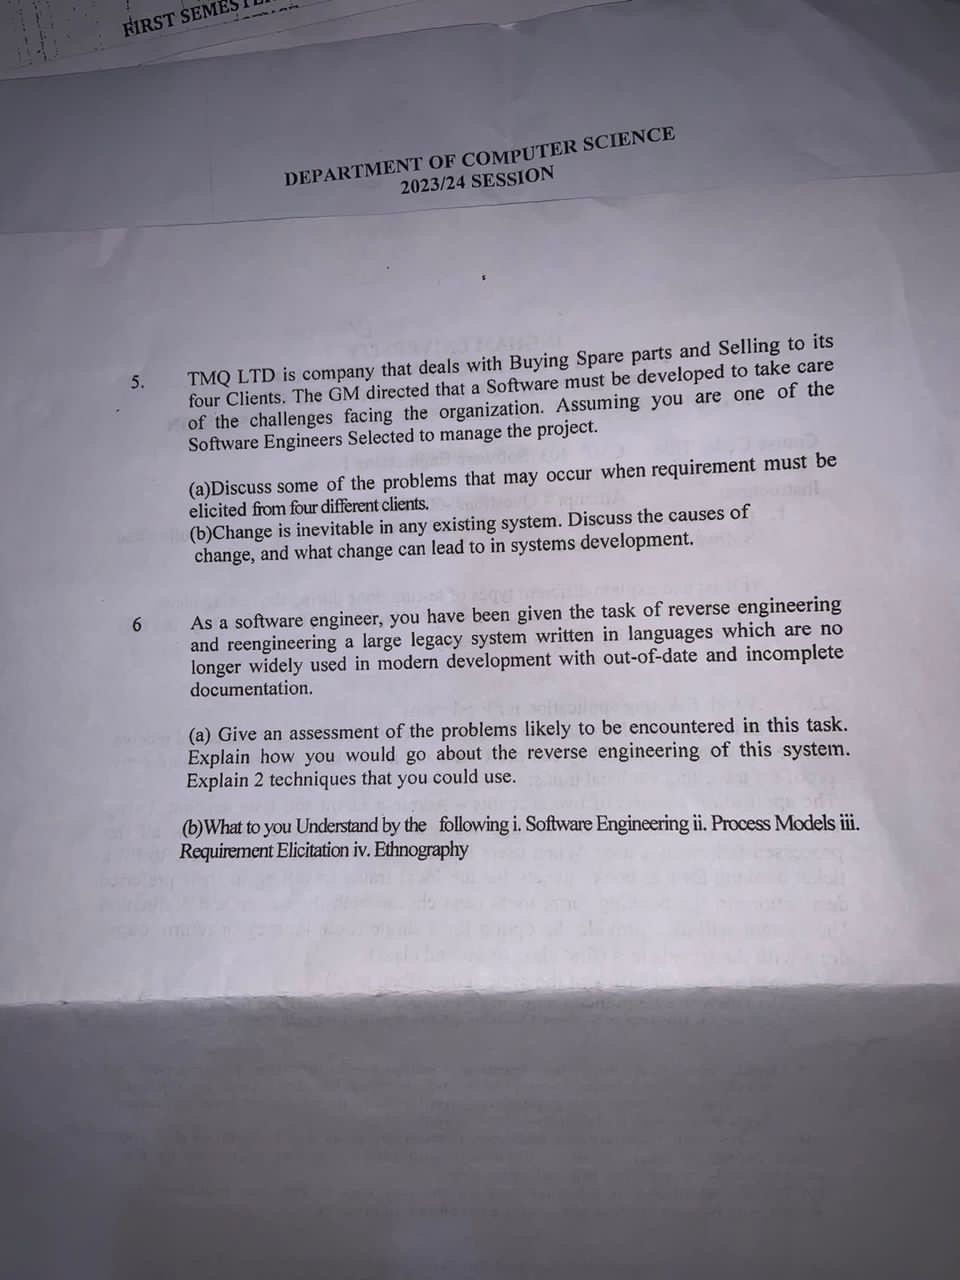 FIRST SEMES
DEPARTMENT OF COMPUTER SCIENCE
2023/24 SESSION
5. TMQ LTD is company that deals with Buying Spare parts and Selling to its
four Clients. The GM directed that a Software must be developed to take care
of the challenges facing the organization. Assuming you are one of the
Software Engineers Selected to manage the project.
(a)Discuss some of the problems that may occur when requirement must be
elicited from four different clients.
(b)Change is inevitable in any existing system. Discuss the causes of
change, and what change can lead to in systems development.
6 As a software engineer, you have been given the task of reverse engineering
and reengineering a large legacy system written in languages which are no
longer widely used in modern development with out-of-date and incomplete
documentation.
(a) Give an assessment of the problems likely to be encountered in this task.
Explain how you would go about the reverse engineering of this system.
Explain 2 techniques that you could use.
(b)What to you Understand by the following i. Software Engineering ii. Process Models iii.
Requirement Elicitation iv. Ethnography